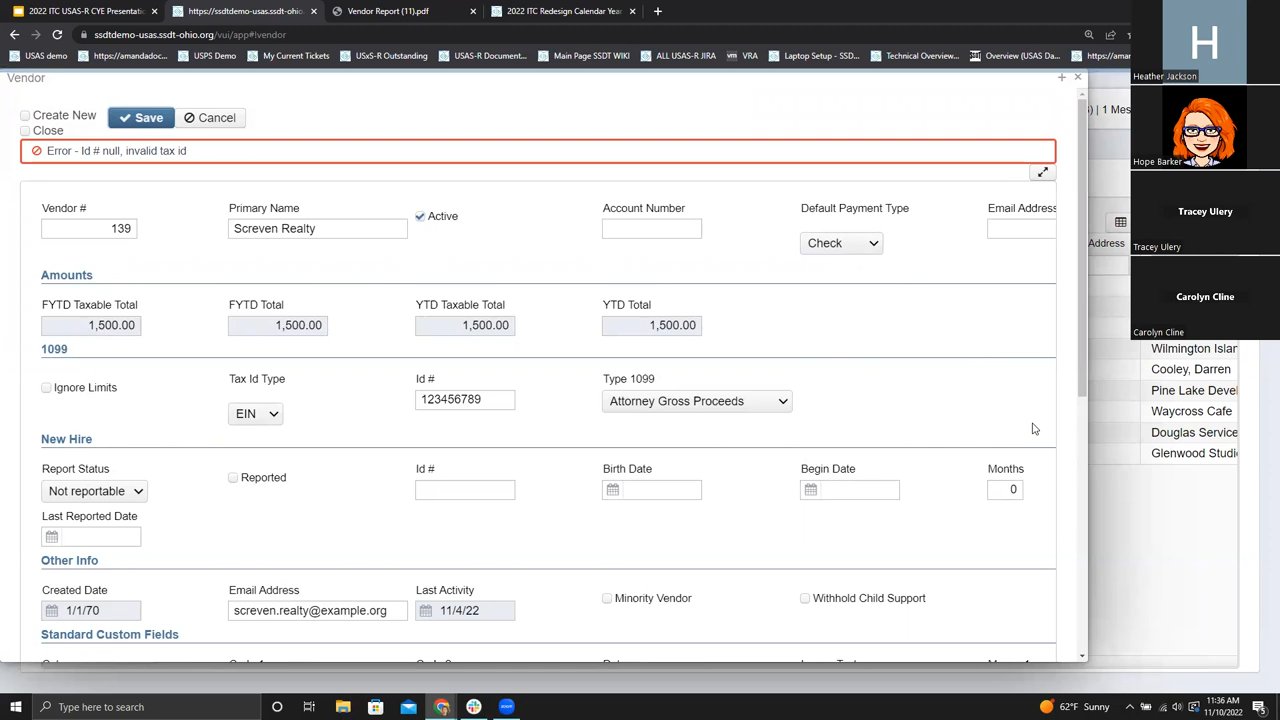 2022 ITC USAS-R CYE Presentatio
https://ssdtdemo-usas.ssdt-ohio.
Vendor Report (11).pdf
2022 ITC Redesign Calendar Year
ssdtdemo-usas.ssdt-ohio.org/vui/app#!vendor
USAS Demo
https://amandadoc...
USPS Demo
My Current Tickets
USxS-R Outstanding
USAS-R Document...
Main Page SSDT WIKI
ALL USAS-R JIRA
VRA
Laptop Setup - SSD...
Technical Overview...
Overview (USAS Da...
https://aman
Heather Jackson
Vendor
Create New
Save
Cancel
Close
) | 1 Mes
Error - Id # null, invalid tax id
Hope Barker
Vendor #
Primary Name
Active
Account Number
Default Payment Type
Email Address
139
Screven Realty
Check
Address
Tracey Ulery
Tracey Ulery
Amounts
FYTD Taxable Total
FYTD Total
YTD Taxable Total
YTD Total
1,500.00
1,500.00
1,500.00
1,500.00
Carolyn Cline
Carolyn Cline
1099
Ignore Limits
Tax Id Type
Id #
Type 1099
EIN
123456789
Attorney Gross Proceeds
Wilmington Islan
Cooley, Darren
Pine Lake Devel
Waycross Cafe
Douglas Service
Glenwood Studi
New Hire
Report Status
Reported
Id #
Birth Date
Begin Date
Months
Not reportable
0
Last Reported Date
Other Info
Created Date
Email Address
Last Activity
Minority Vendor
Withhold Child Support
1/1/70
screven.realty@example.org
11/4/22
Standard Custom Fields
Type here to search
62°F Sunny
11:36 AM
11/10/2022
5